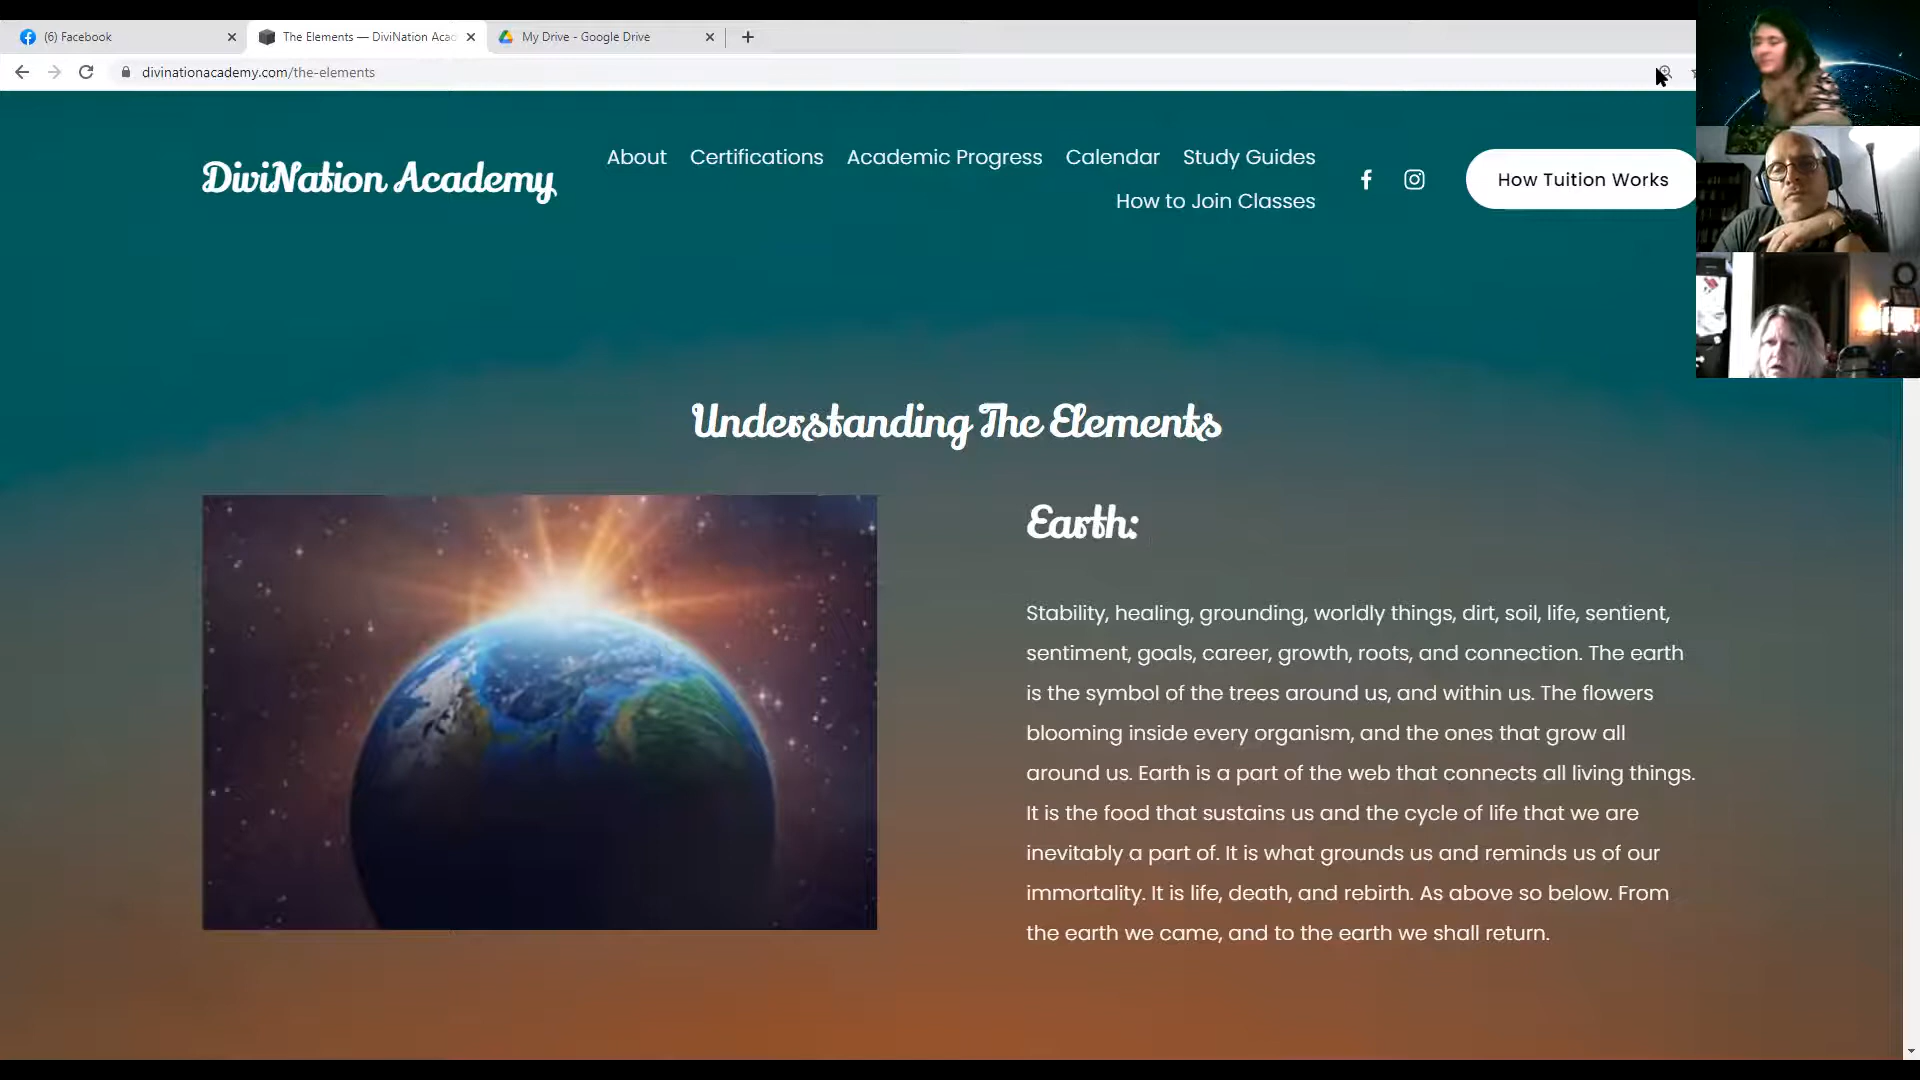 (6) Facebook
The Elements — DiviNation Acad
My Drive - Google Drive
divinationacademy.com/the-elements
DiviNation Academy
About Certifications Academic Progress Calendar Study Guides
How to Join Classes
How Tuition Works
Understanding The Elements
Earth:
Stability, healing, grounding, worldly things, dirt, soil, life, sentient,
sentiment, goals, career, growth, roots, and connection. The earth
is the symbol of the trees around us, and within us. The flowers
blooming inside every organism, and the ones that grow all
around us. Earth is a part of the web that connects all living things.
It is the food that sustains us and the cycle of life that we are
inevitably a part of. It is what grounds us and reminds us of our
immortality. It is life, death, and rebirth. As above so below. From
the earth we came, and to the earth we shall return.